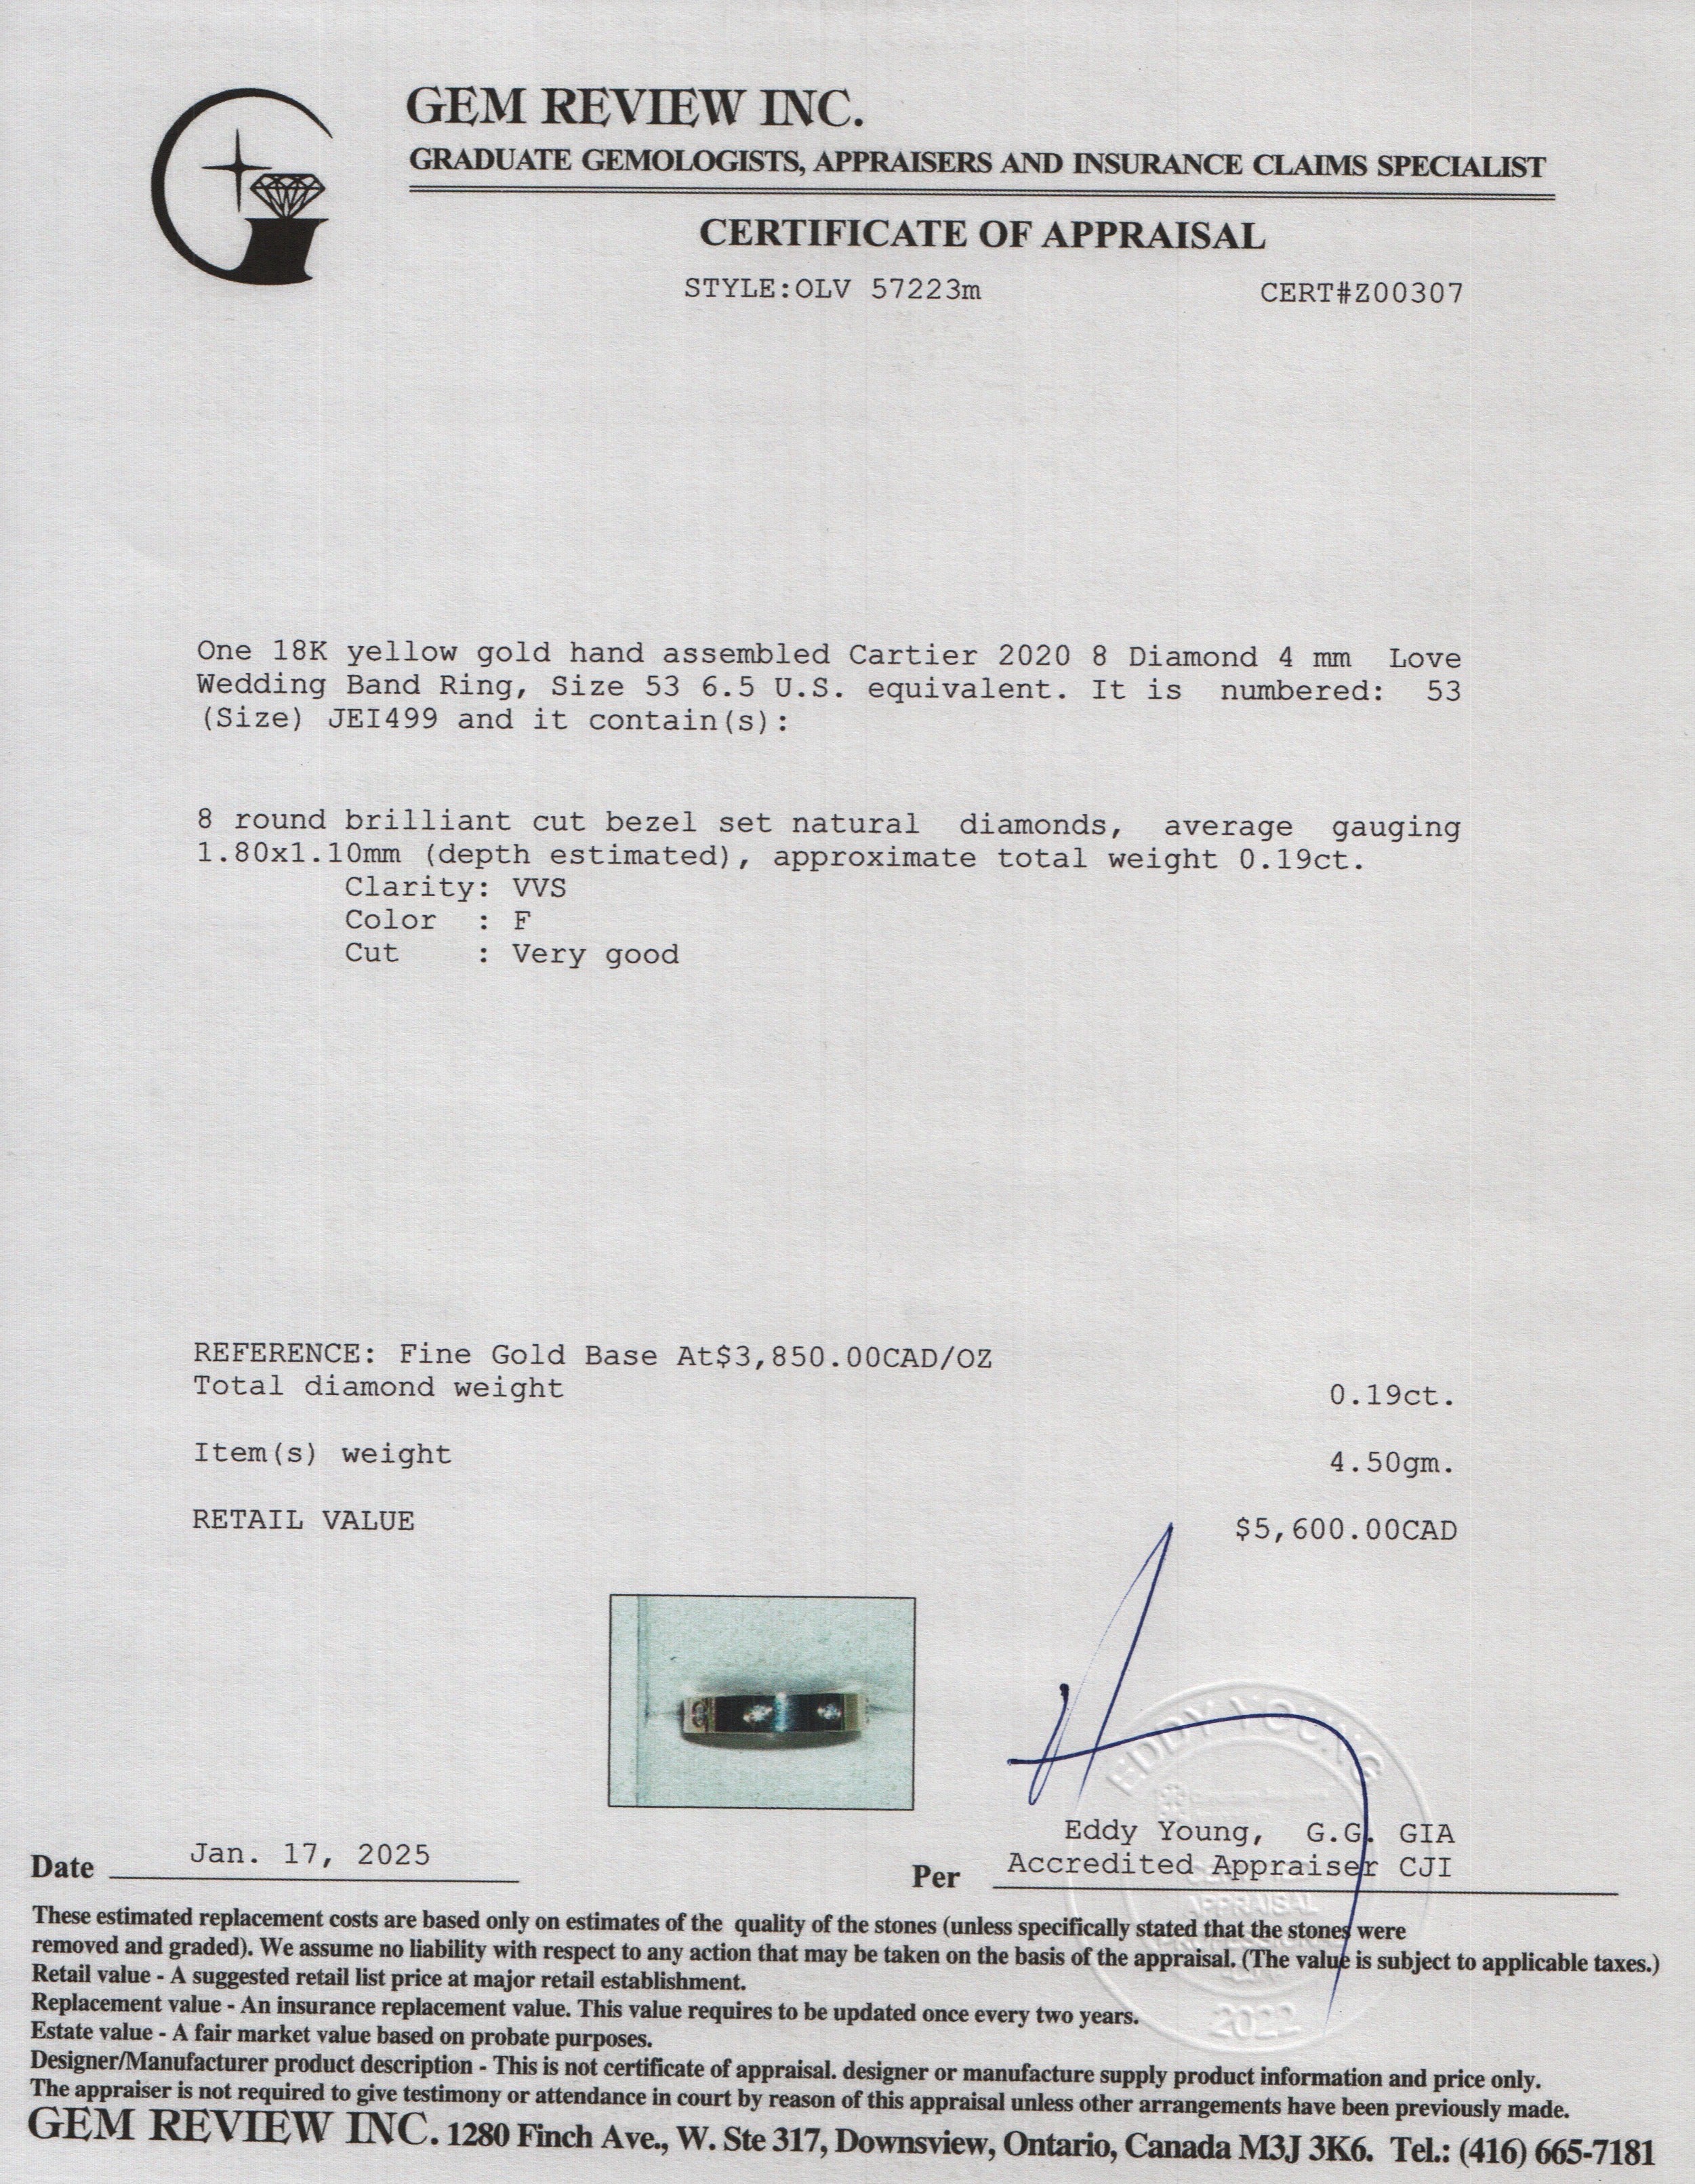 GEM REVIEW INC.
GRADUATE GEMOLOGISTS, APPRAISERS AND INSURANCE CLAIMS SPECIALIST
CERTIFICATE OF APPRAISAL
STYLE:OLV 57223m CERT#Z00307
One 18K yellow gold hand assembled Cartier 2020 8 Diamond 4 mm Love
Wedding Band Ring, Size 53 6.5 U.S. equivalent. It is numbered: 53
(Size) JEI499 and it contain(s):
8 round brilliant cut bezel set natural diamonds, average gauging
1.80x1.10mm (depth estimated), approximate total weight 0.19ct.
Clarity: VVS
Color : F
Cut : Very good
REFERENCE: Fine Gold Base At$3,850.00CAD/OZ
Total diamond weight 0.19ct.
Item(s) weight 4.50gm.
RETAIL VALUE $5,600.00CAD
EDDY YOUNG
Eddy Young, G.G. GIA
Date Jan. 17, 2025 Per Accredited Appraiser CJI
APPRAISAL
2022
These estimated replacement costs are based only on estimates of the quality of the stones (unless specifically stated that the stones were
removed and graded). We assume no liability with respect to any action that may be taken on the basis of the appraisal. (The value is subject to applicable taxes.)
Retail value - A suggested retail list price at major retail establishment.
Replacement value - An insurance replacement value. This value requires to be updated once every two years.
Estate value - A fair market value based on probate purposes.
Designer/Manufacturer product description - This is not certificate of appraisal. designer or manufacture supply product information and price only.
The appraiser is not required to give testimony or attendance in court by reason of this appraisal unless other arrangements have been previously made.
GEM REVIEW INC. 1280 Finch Ave., W. Ste 317, Downsview, Ontario, Canada M3J 3K6. Tel.: (416) 665-7181